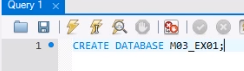 Query 1
1 CREATE DATABASE M03_EX01;